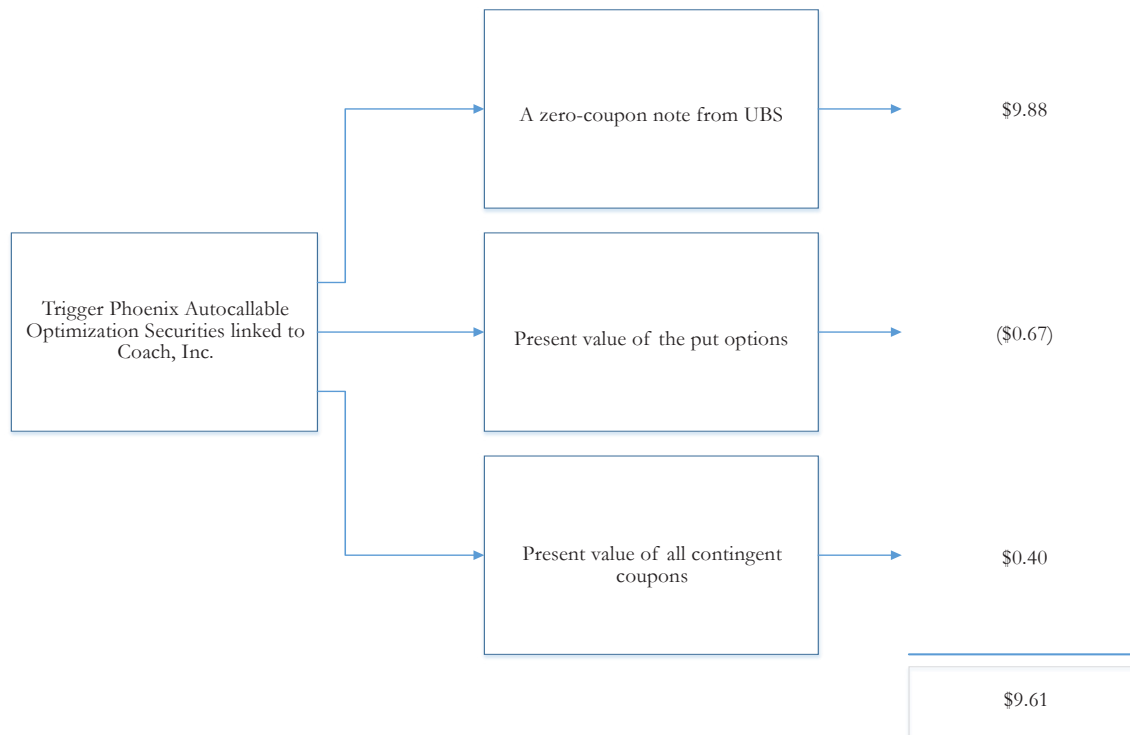 A zero-coupon note from UBS
$9.88
Trigger Phoenix Autocallable
Optimization Securities linked to
Coach, Inc.
Present value of the put options
($0.67)
Present value of all contingent
coupons
$0.40
$9.61